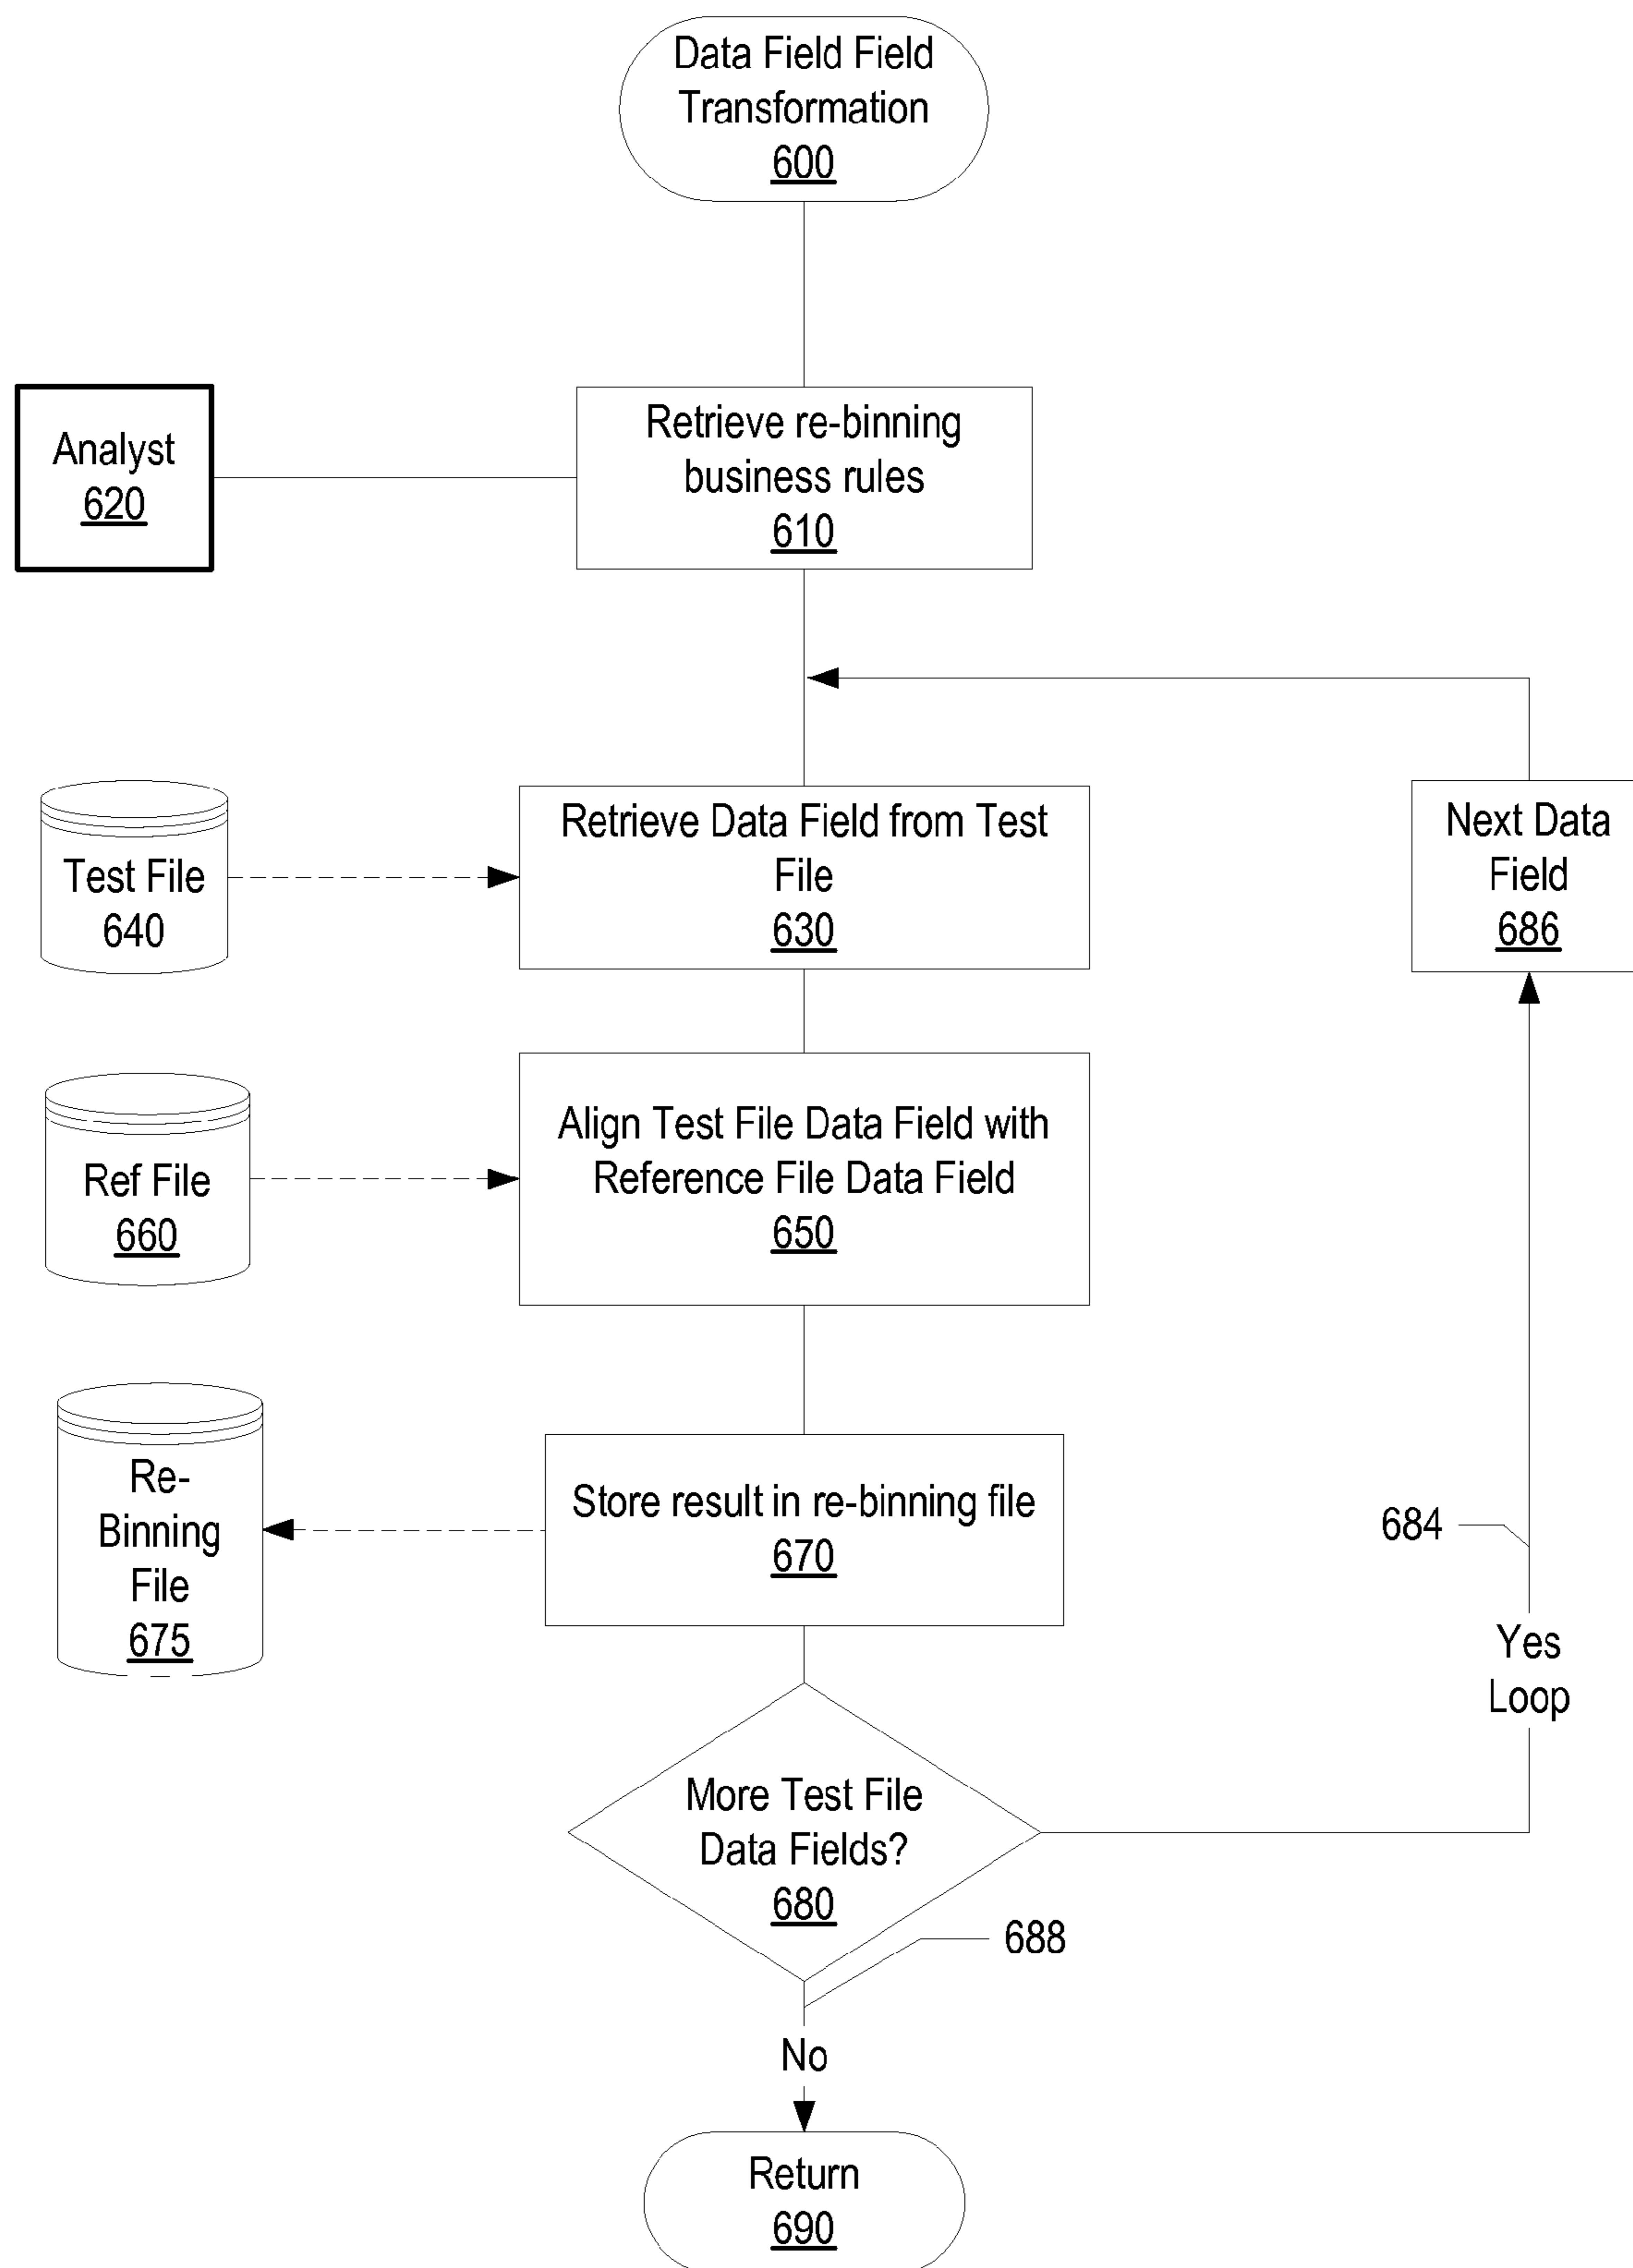 Data Field Field
Transformation
600
Analyst
620
Retrieve re-binning
business rules
610
Test File
640
Retrieve Data Field from Test
File
630
Next Data
Field
686
Ref File
660
Align Test File Data Field with
Reference File Data Field
650
Re-
Binning
File
675
Store result in re-binning file
670
684
Yes
Loop
More Test File
Data Fields?
680
688
No
Return
690